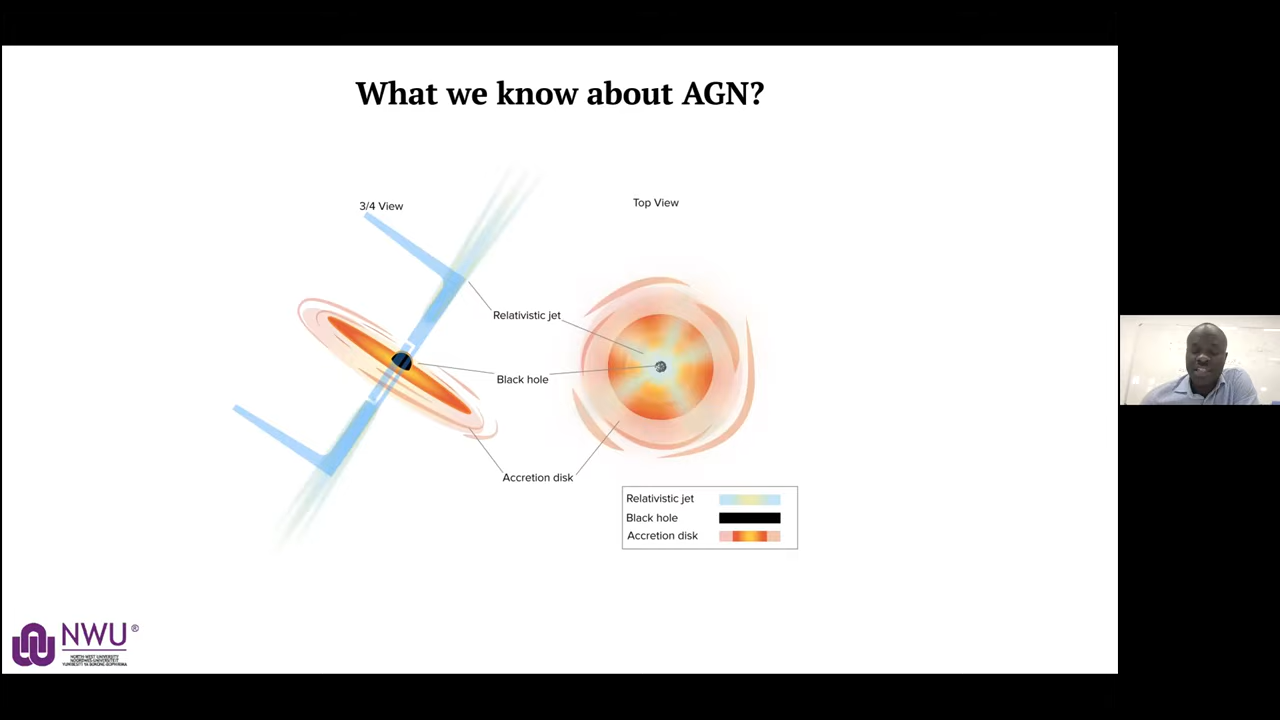 What we know about AGN?
3/4 View
Top View
Relativistic jet
Black hole
Accretion disk
Relativistic jet
Black hole
Accretion disk
NWU®
NORTH-WEST UNIVERSITY
NOORDWES-UNIVERSITEIT
YUNIBESITI YA BOKONE-BOPHIRIMA